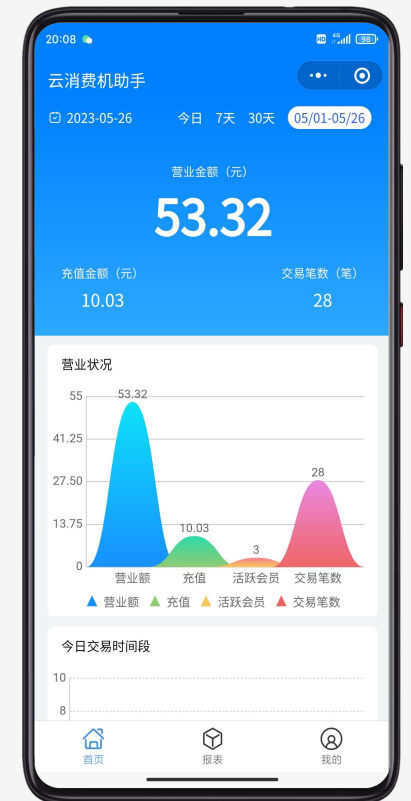 20:08 HD 4G 98
云消费机助手
2023-05-26 今日 7天 30天 05/01-05/26
营业金额（元）
53.32
充值金额（元） 交易笔数（笔）
10.03 28
营业状况
55 53.32
41.25
27.50 28
13.75 10.03
3
0
营业额 充值 活跃会员 交易笔数
营业额 充值 活跃会员 交易笔数
今日交易时间段
10
8
首页 报表 我的